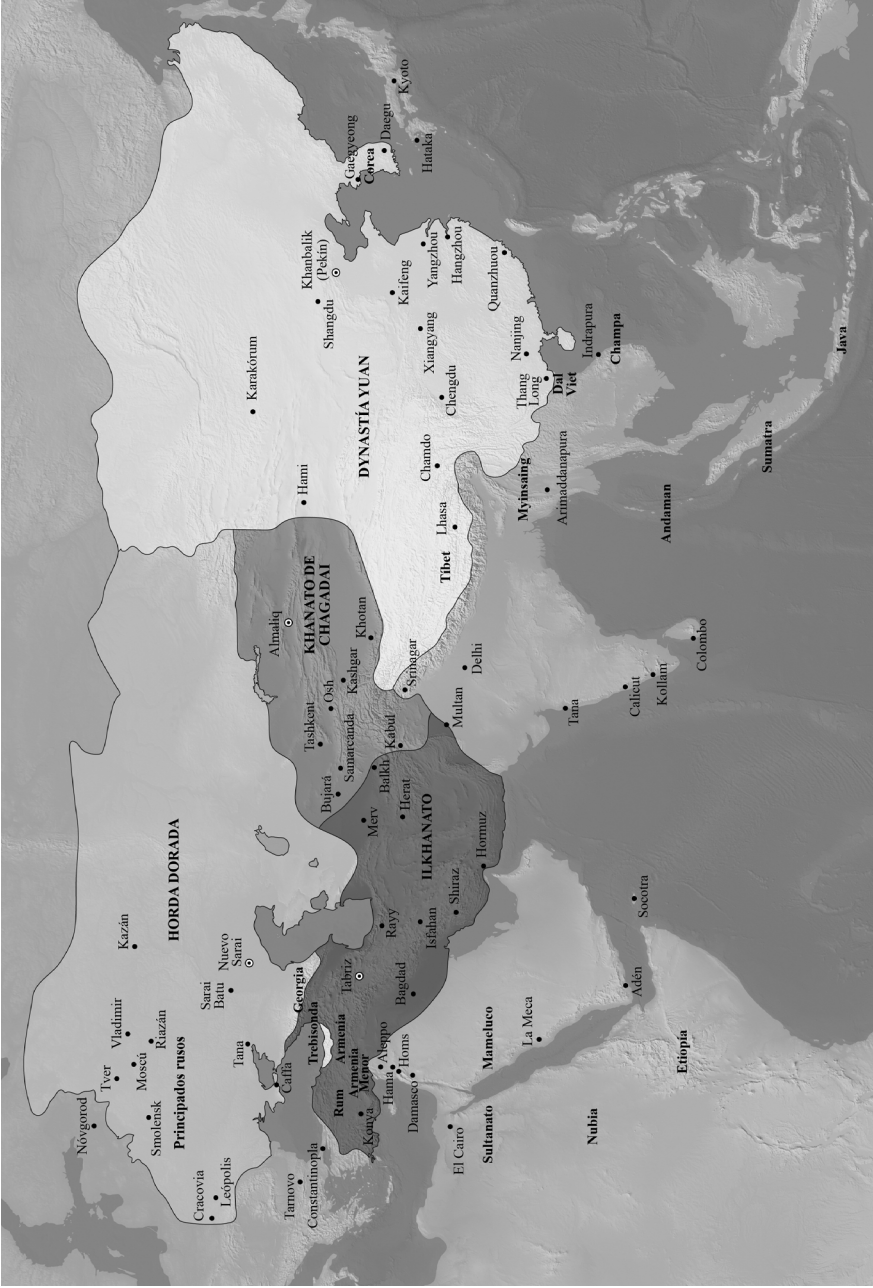 Nóvgorod
Tver
Vladimir
Kazán
Moscú
Riazán
Smolensk
Principados rusos
HORDA DORADA
Cracovia
Leópolis
Sarai
Batu
Nuevo
Sarai
Tana
Caffa
Tarnovo
Constantinopla
Georgia
Trebisonda
Rum
Armenia
Armenia
Menor
Konya
Tabriz
Aleppo
Hama
Homs
Damasco
Bagdad
Rayy
Isfahan
Shiraz
Hormuz
ILKHANATO
Merv
Herat
Balkh
Kabul
Multan
Bujará
Samarcanda
Tashkent
Osh
Kashgar
Khotan
Almaliq
KHANATO DE
CHAGADAI
Srinagar
Delhi
Karakórum
Hami
DYNASTÍA YUAN
Shangdu
Khanbalik
(Pekín)
Gaegyeong
Corea
Daegu
Kyoto
Hataka
Kaifeng
Yangzhou
Hangzhou
Xiangyang
Chengdu
Chamdo
Lhasa
Tíbet
Quanzhuou
Nanjing
Thang
Long
Dai
Viet
Indrapura
Champa
Myinsaing
Arimaddanapura
Andaman
Sumatra
Java
El Cairo
Sultanato
Mameluco
La Meca
Nubia
Etiopía
Adén
Socotra
Tana
Calicut
Kollam
Colombo